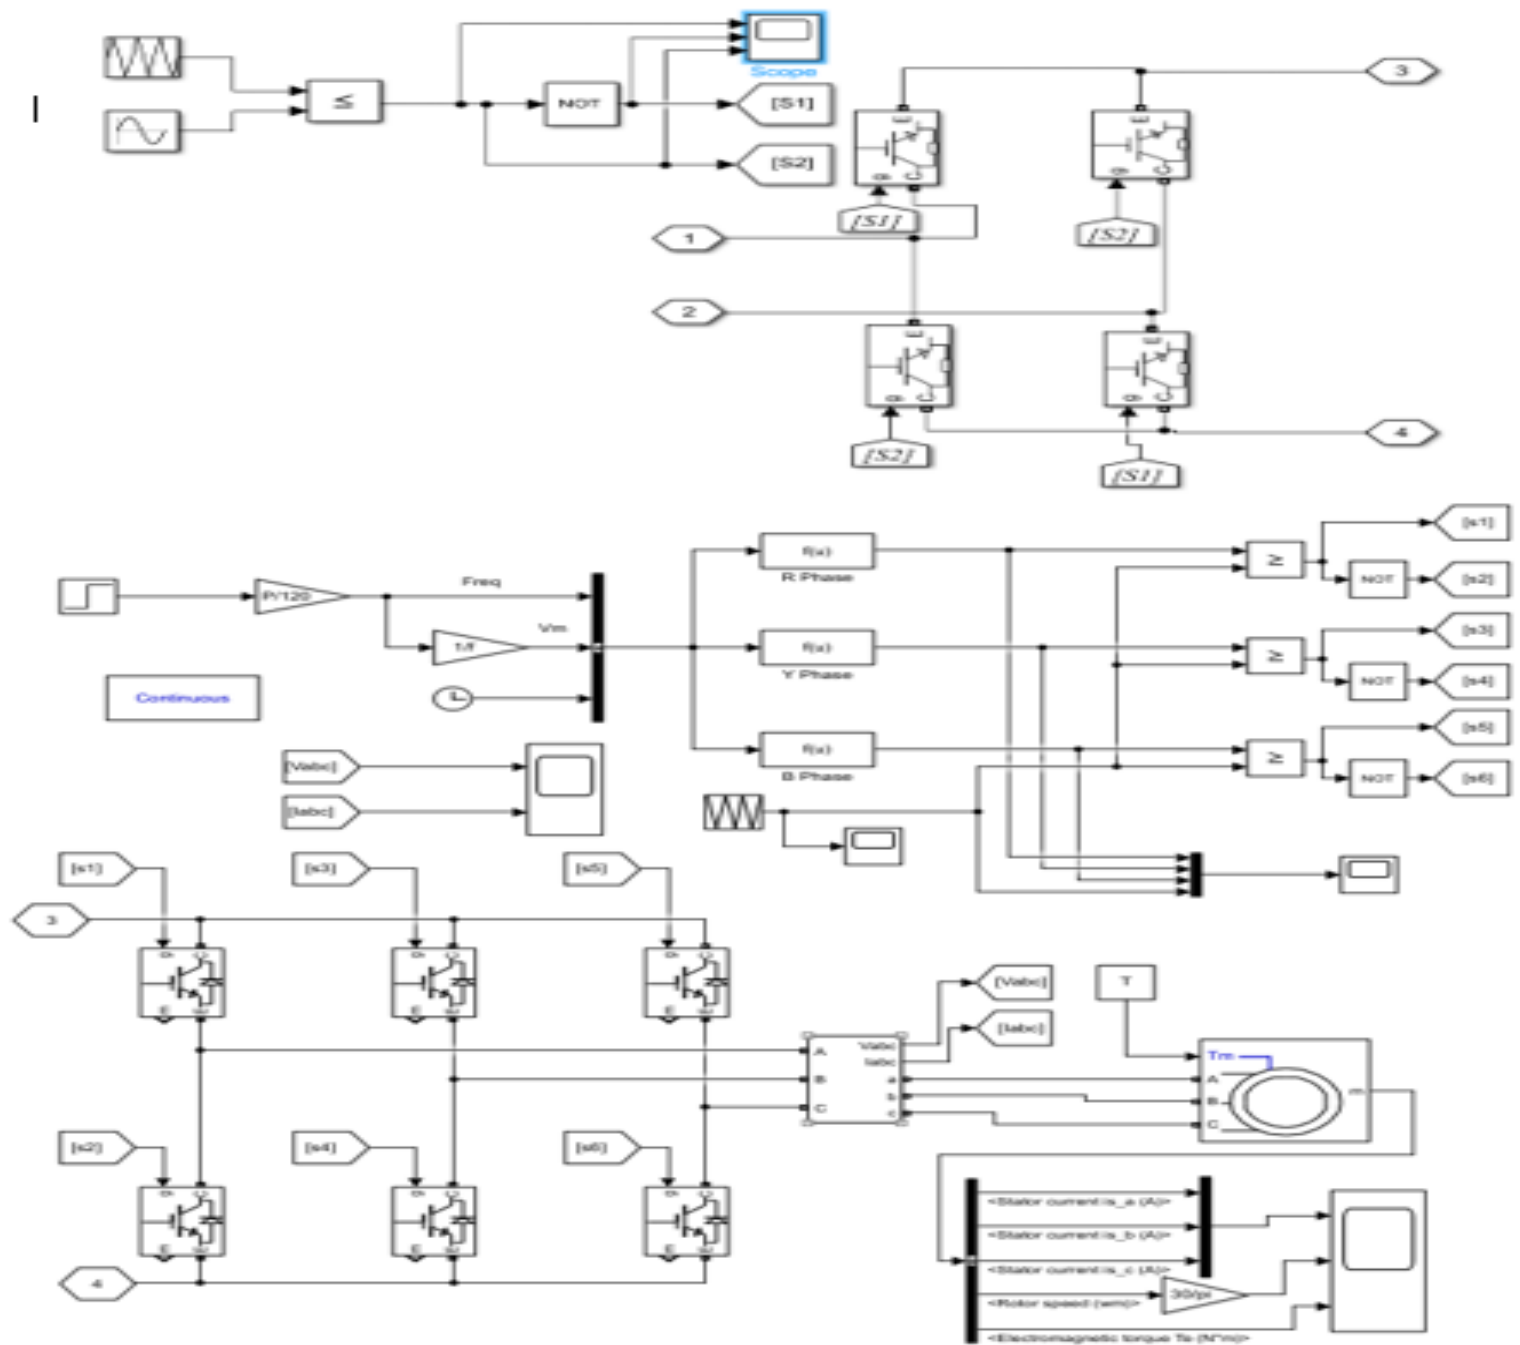 Scope
≤
NOT
[S1]
[S2]
3
E
E
g C
g C
[S1]
[S2]
1
2
E
E
g C
g C
4
[S2]
[S1]
f(u)
R Phase
≥
[s1]
NOT
[s2]
P/120
Freq
Vm
1/f
f(u)
Y Phase
≥
[s3]
NOT
[s4]
Continuous
f(u)
B Phase
≥
[s5]
NOT
[s6]
[Vabc]
[Iabc]
[s1]
[s3]
[s5]
3
g C
g C
g C
m E
m E
m E
[Vabc]
[Iabc]
T
A
B
C
Vabc
Iabc
a
b
c
Tm
A
B
C
m
[s2]
[s4]
[s6]
g C
g C
g C
m E
m E
m E
4
<Stator current is_a (A)>
<Stator current is_b (A)>
<Stator current is_c (A)>
<Rotor speed (wm)>
30/pi
<Electromagnetic torque Te (N*m)>